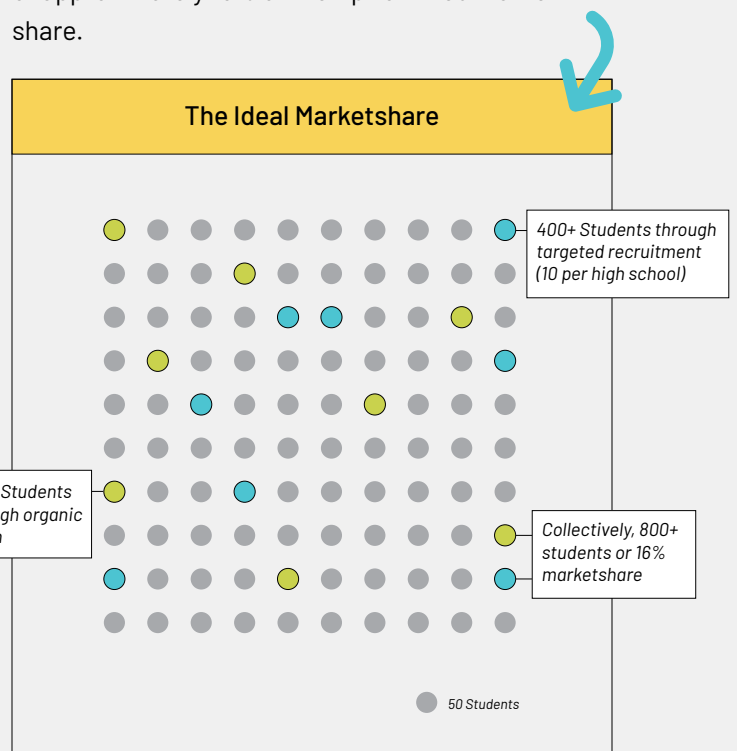 share.
The Ideal Marketshare
400+ Students through
targeted recruitment
(10 per high school)
Students
organic
Collectively, 800+
students or 16%
marketshare
50 Students